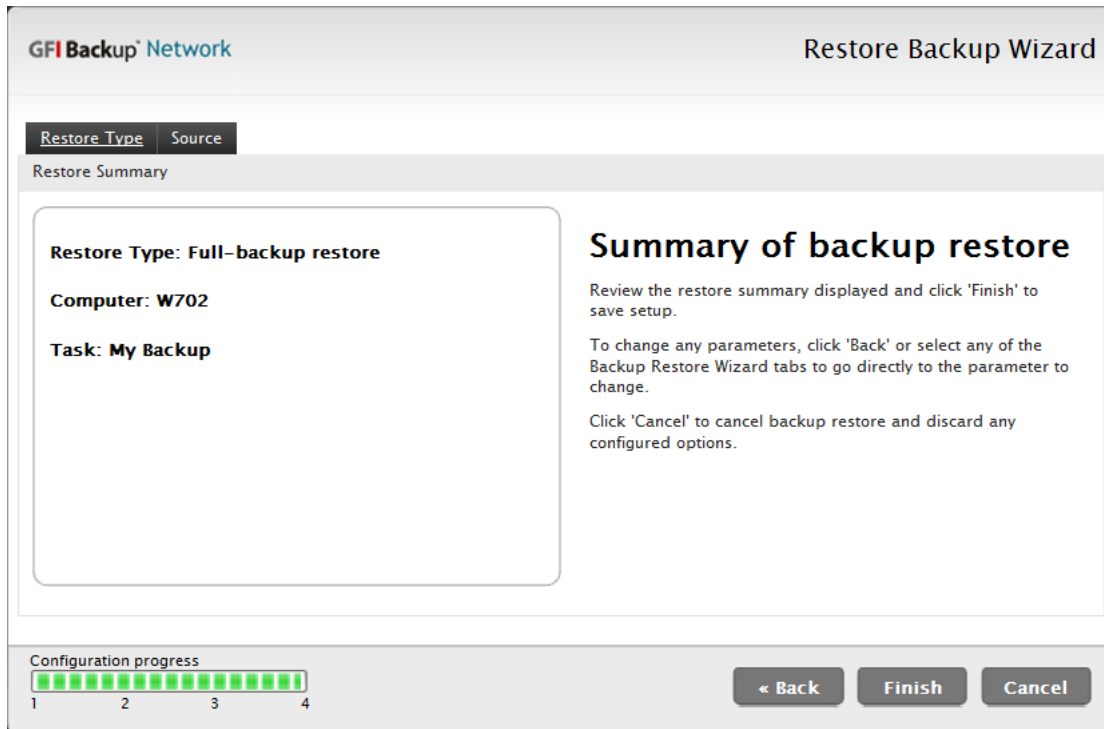 GFI Backup Network
Restore Backup Wizard
Restore Type Source
Restore Summary
Restore Type: Full-backup restore
Computer: W702
Task: My Backup
Summary of backup restore
Review the restore summary displayed and click 'Finish' to
save setup.
To change any parameters, click 'Back' or select any of the
Backup Restore Wizard tabs to go directly to the parameter to
change.
Click 'Cancel' to cancel backup restore and discard any
configured options.
Configuration progress
1 2 3 4
« Back Finish Cancel